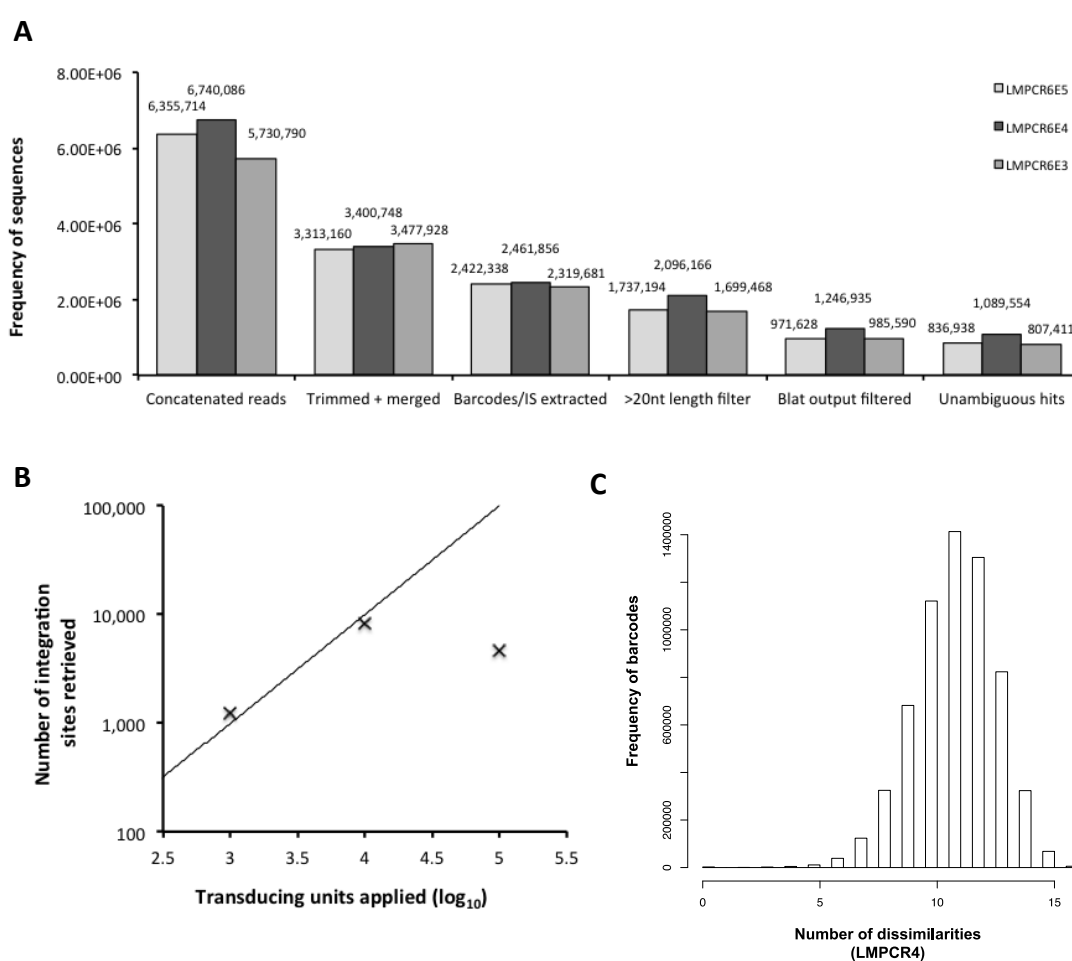 A
8.00E+06
6.00E+06
4.00E+06
2.00E+06
0.00E+00
Frequency of sequences
6,355,714
6,740,086
5,730,790
3,313,160
3,400,748
3,477,928
2,422,338
2,461,856
2,319,681
1,737,194
2,096,166
1,699,468
971,628
1,246,935
985,590
836,938
1,089,554
807,411
LMPCR6E5
LMPCR6E4
LMPCR6E3
Concatenated reads
Trimmed + merged
Barcodes/IS extracted
>20nt length filter
Blat output filtered
Unambiguous hits
B
100,000
10,000
1,000
100
Number of integration
sites retrieved
2.5
3
3.5
4
4.5
5
5.5
Transducing units applied (log10)
C
1400000
1000000
600000
200000
0
Frequency of barcodes
0
5
10
15
Number of dissimilarities
(LMPCR4)